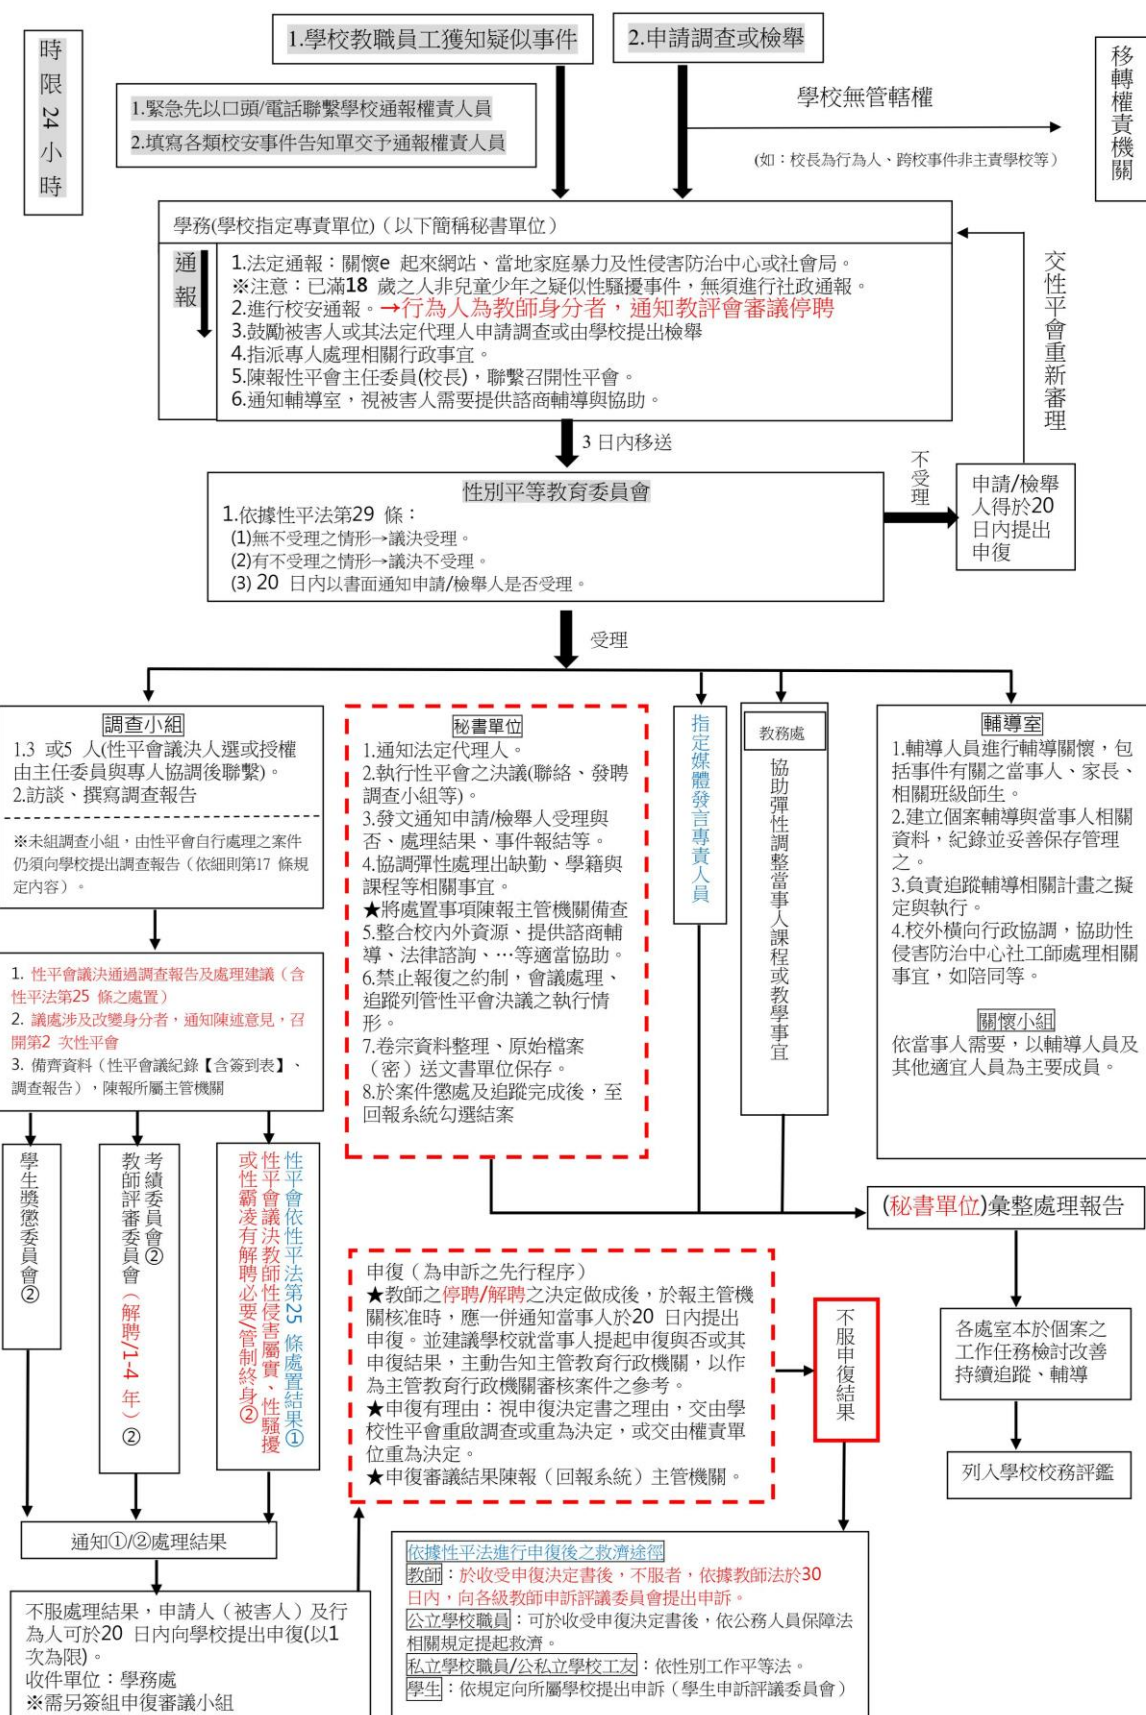 時限24小時
1.學校教職員工獲知疑似事件
2.申請調查或檢舉
移轉權責機關
1.緊急先以口頭/電話聯繫學校通報權責人員
2.填寫各類校安事件告知單交予通報權責人員
學校無管轄權
(如：校長為行為人、跨校事件非主責學校等)
學務(學校指定專責單位)（以下簡稱秘書單位）
通報
1.法定通報：關懷e 起來網站、當地家庭暴力及性侵害防治中心或社會局。
※注意：已滿18 歲之人非兒童少年之疑似性騷擾事件，無須進行社政通報。
2.進行校安通報。→行為人為教師身分者，通知教評會審議停聘
3.鼓勵被害人或其法定代理人申請調查或由學校提出檢舉
4.指派專人處理相關行政事宜。
5.陳報性平會主任委員(校長)，聯繫召開性平會。
6.通知輔導室，視被害人需要提供諮商輔導與協助。
交性平會重新審理
3 日內移送
性別平等教育委員會
1.依據性平法第29 條：
(1)無不受理之情形→議決受理。
(2)有不受理之情形→議決不受理。
(3) 20 日內以書面通知申請/檢舉人是否受理。
不受理
申請/檢舉
人得於20
日內提出
申復
受理
調查小組
1.3 或5 人(性平會議決人選或授權
由主任委員與專人協調後聯繫)。
2.訪談、撰寫調查報告
※未組調查小組，由性平會自行處理之案件
仍須向學校提出調查報告（依細則第17 條規
定內容）。
秘書單位
1.通知法定代理人。
2.執行性平會之決議(聯絡、發聘
調查小組等)。
3.發文通知申請/檢舉人受理與
否、處理結果、事件報結等。
4.協調彈性處理出缺勤、學籍與
課程等相關事宜。
★將處置事項陳報主管機關備查
5.整合校內外資源、提供諮商輔
導、法律諮詢、…等適當協助。
6.禁止報復之約制，會議處理、
追蹤列管性平會決議之執行情
形。
7.卷宗資料整理、原始檔案
（密）送文書單位保存。
8.於案件懲處及追蹤完成後，至
回報系統勾選結案
指定媒體發言專責人員
教務處
協助彈性調整當事人課程或教學事宜
輔導室
1.輔導人員進行輔導關懷，包
括事件有關之當事人、家長、
相關班級師生。
2.建立個案輔導與當事人相關
資料，紀錄並妥善保存管理
之。
3.負責追蹤輔導相關計畫之擬
定與執行。
4.校外橫向行政協調，協助性
侵害防治中心社工師處理相關
事宜，如陪同等。
關懷小組
依當事人需要，以輔導人員及
其他適宜人員為主要成員。
1. 性平會議決通過調查報告及處理建議（含
性平法第25 條之處置）
2. 議處涉及改變身分者，通知陳述意見，召
開第2 次性平會
3. 備齊資料（性平會議紀錄【含簽到表】、
調查報告），陳報所屬主管機關
學生獎懲委員會②
考績委員會②
教師評審委員會（解聘/1-4 年）②
性平會依性平法第25 條處置結果①
性平會議決教師性侵害屬實、性騷擾
或性霸凌有解聘必要/管制終身②
(秘書單位)彙整處理報告
各處室本於個案之
工作任務檢討改善
持續追蹤、輔導
列入學校校務評鑑
申復（為申訴之先行程序）
★教師之停聘/解聘之決定做成後，於報主管機
關核准時，應一併通知當事人於20 日內提出
申復。並建議學校就當事人提起申復與否或其
申復結果，主動告知主管教育行政機關，以作
為主管教育行政機關審核案件之參考。
★申復有理由：視申復決定書之理由，交由學
校性平會重啟調查或重為決定，或交由權責單
位重為決定。
★申復審議結果陳報（回報系統）主管機關。
不服申復結果
通知①/②處理結果
不服處理結果，申請人（被害人）及行
為人可於20 日內向學校提出申復(以1
次為限)。
收件單位：學務處
※需另簽組申復審議小組
依據性平法進行申復後之救濟途徑
教師：於收受申復決定書後，不服者，依據教師法於30
日內，向各級教師申訴評議委員會提出申訴。
公立學校職員：可於收受申復決定書後，依公務人員保障法
相關規定提起救濟。
私立學校職員/公私立學校工友：依性別工作平等法。
學生：依規定向所屬學校提出申訴（學生申訴評議委員會）